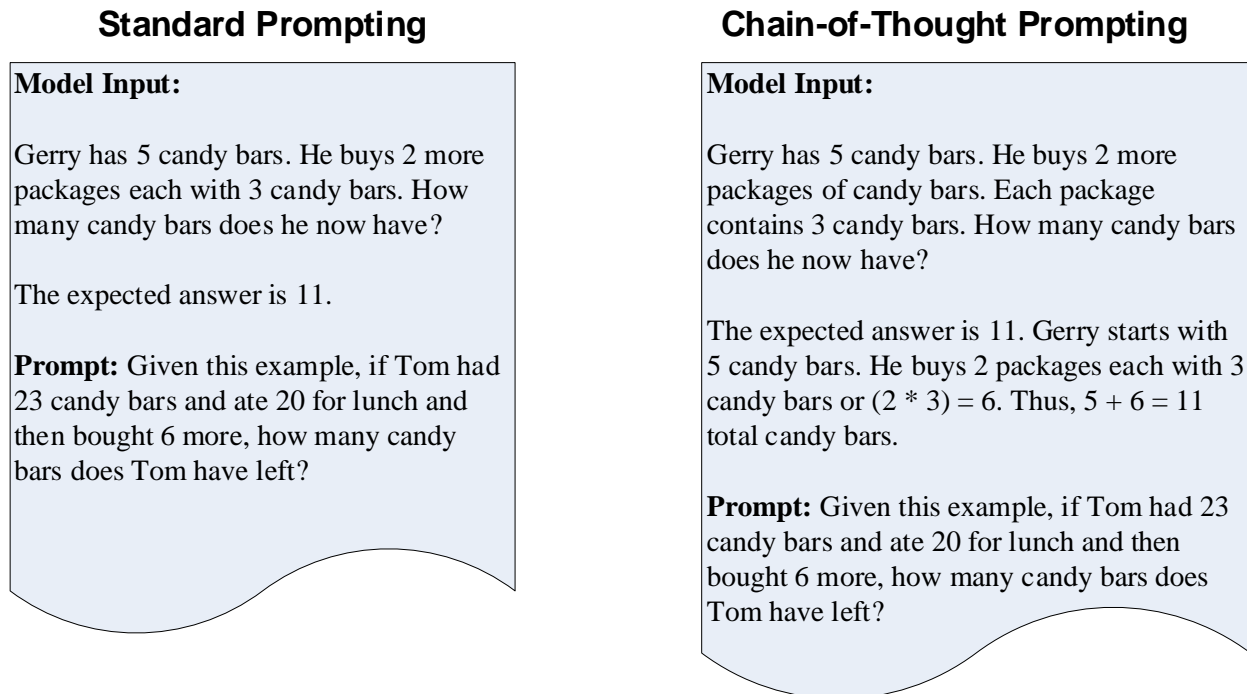 Standard Prompting
Model Input:
Gerry has 5 candy bars. He buys 2 more
packages each with 3 candy bars. How
many candy bars does he now have?
The expected answer is 11.
Prompt: Given this example, if Tom had
23 candy bars and ate 20 for lunch and
then bought 6 more, how many candy
bars does Tom have left?
Chain-of-Thought Prompting
Model Input:
Gerry has 5 candy bars. He buys 2 more
packages of candy bars. Each package
contains 3 candy bars. How many candy bars
does he now have?
The expected answer is 11. Gerry starts with
5 candy bars. He buys 2 packages each with 3
candy bars or (2 * 3) = 6. Thus, 5 + 6 = 11
total candy bars.
Prompt: Given this example, if Tom had 23
candy bars and ate 20 for lunch and then
bought 6 more, how many candy bars does
Tom have left?